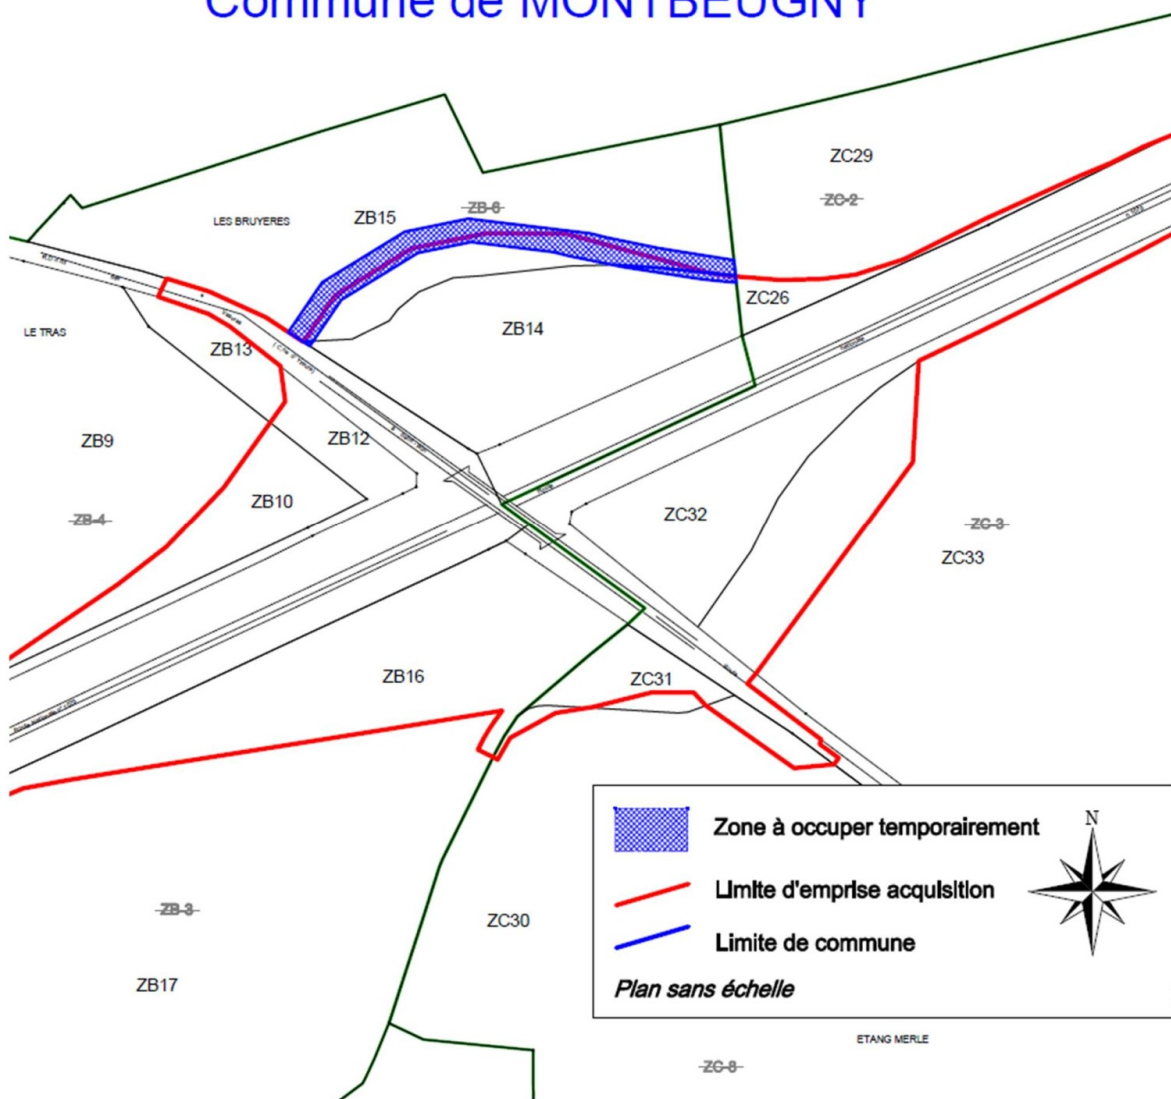 Commune de MONTBEUGNY
ZC29
ZC-2
ZB-6
ZB15
LES BRUYERES
ZC26
ZB14
LE TRAS
ZB13
ZB9
ZB12
ZB10
ZB-4
ZC32
ZC-3
ZC33
ZB16
ZC31
ZB-3
ZC30
ZB17
Zone à occuper temporairement
N
Limite d'emprise acquisition
Limite de commune
Plan sans échelle
ETANG MERLE
ZC-8